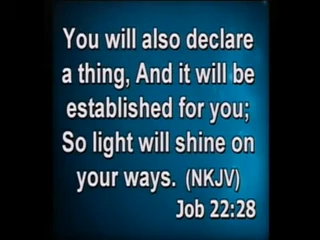 You will also declare
a thing, And it will be
established for you;
So light will shine on
your ways. (NKJV)
Job 22:28